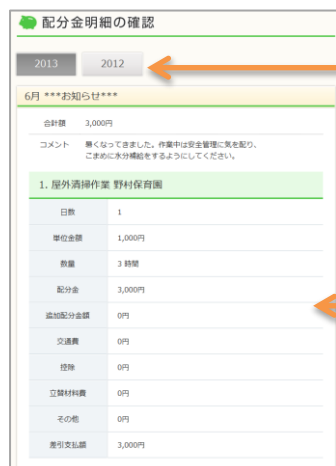 配分金明細の確認
2013 2012
6月 ***お知らせ***
合計額 3,000円
コメント 暑くなってきました。作業中は安全管理に気を配り、
こまめに水分補給をするようにしてください。
1. 屋外清掃作業 野村保育園
日数 1
単位金額 1,000円
数量 3 時間
配分金 3,000円
追加配分金額 0円
交通費 0円
控除 0円
立替材料費 0円
その他 0円
差引支払額 3,000円